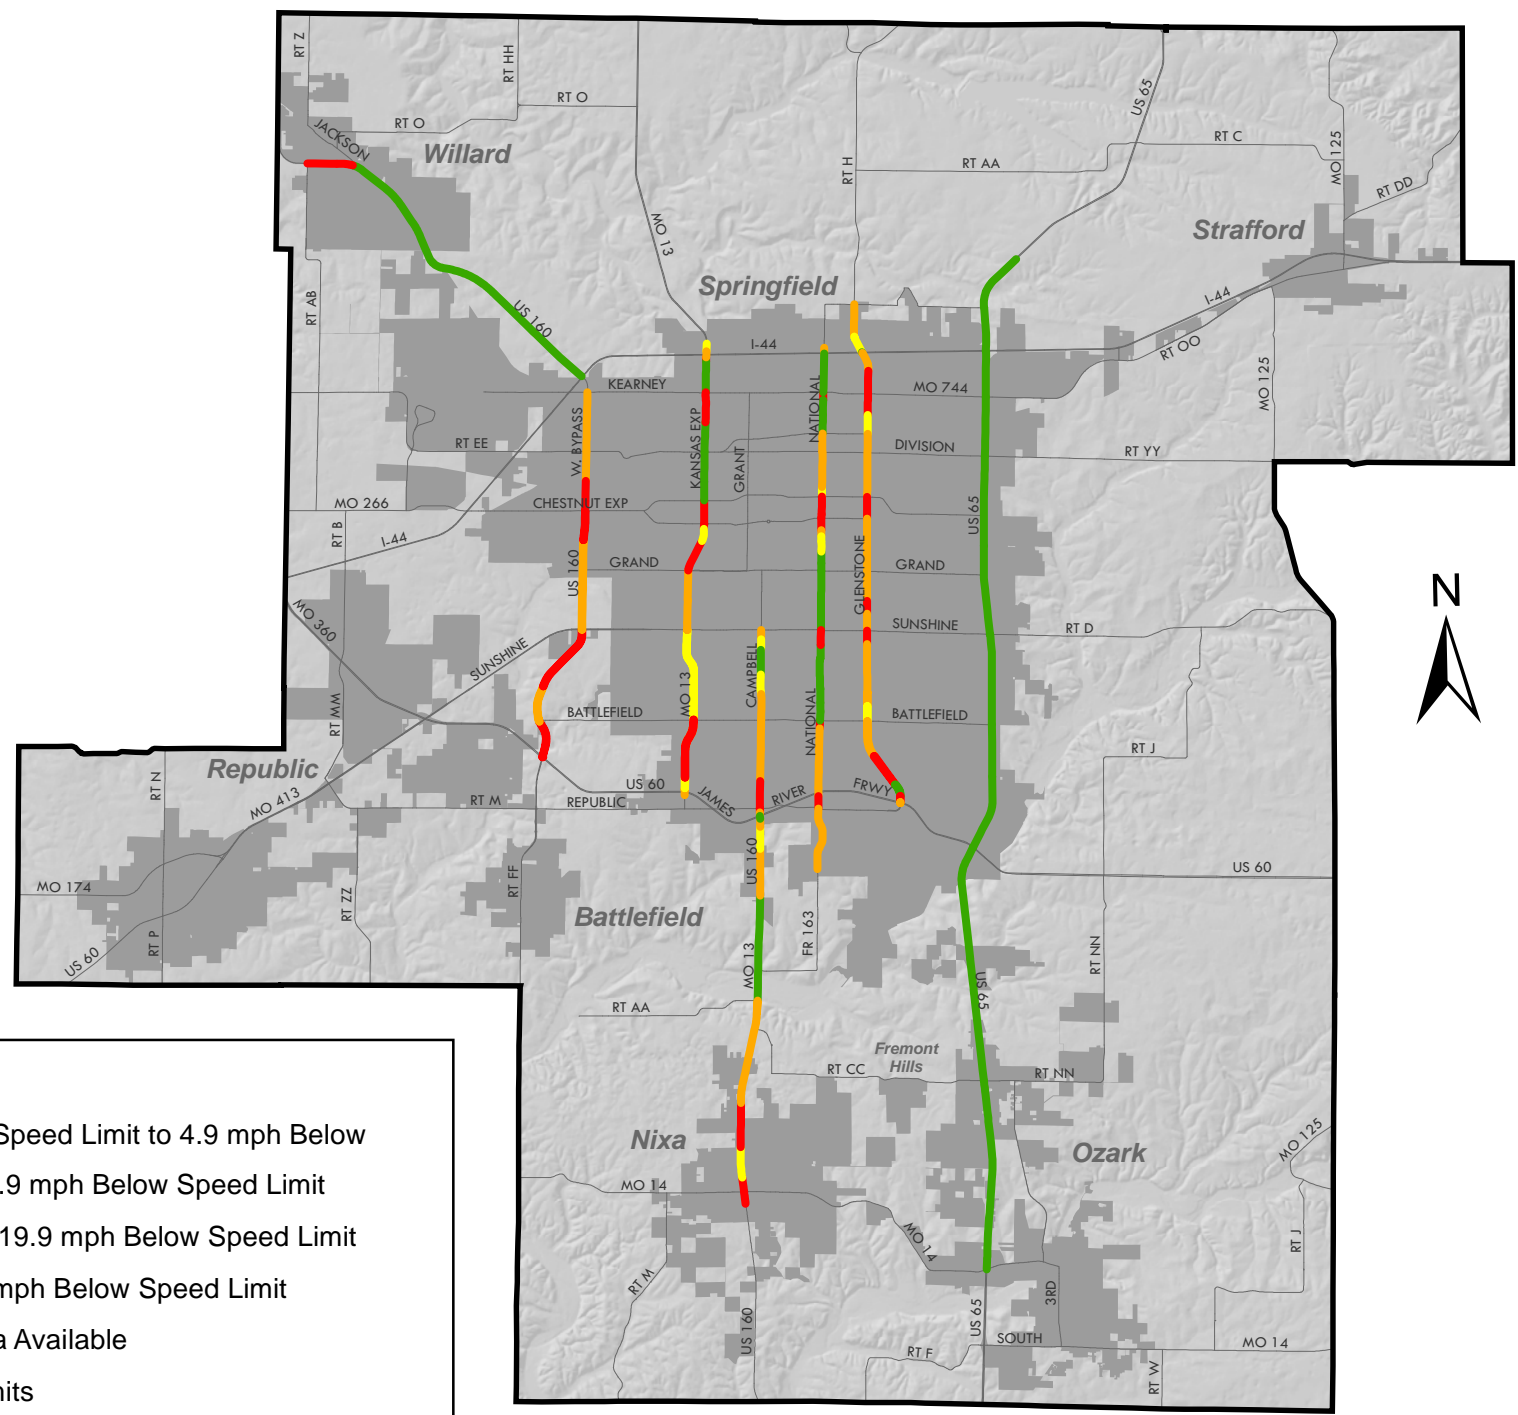 RT Z
RT HH
RT O
RT O
JACKSON
Willard
MO 13
RT H
RT AA
US 65
RT C
MO 125
RT DD
Strafford
Springfield
RT AB
US 160
I-44
I-44
RT OO
KEARNEY
MO 744
MO 125
W. BYPASS
KANSAS EXP
GRANT
NATIONAL
RT EE
DIVISION
RT YY
MO 266
CHESTNUT EXP
US 65
RT B
I-44
US 160
GRAND
GLENSTONE
GRAND
N
MO 360
SUNSHINE
SUNSHINE
RT D
CAMPBELL
MO 13
RT MM
BATTLEFIELD
NATIONAL
BATTLEFIELD
RT J
Republic
RT N
MO 413
RT M
US 60
REPUBLIC
JAMES
RIVER
FRWY
US 160
US 60
MO 174
RT ZZ
RT FF
Battlefield
FR 163
RT P
US 60
MO 13
RT NN
US 65
RT AA
Fremont
Hills
RT CC
RT NN
Speed Limit to 4.9 mph Below
.9 mph Below Speed Limit
19.9 mph Below Speed Limit
mph Below Speed Limit
a Available
nits
Nixa
Ozark
MO 125
MO 14
MO 14
RT J
RT M
3RD
US 160
US 65
SOUTH
RT F
MO 14
RT W